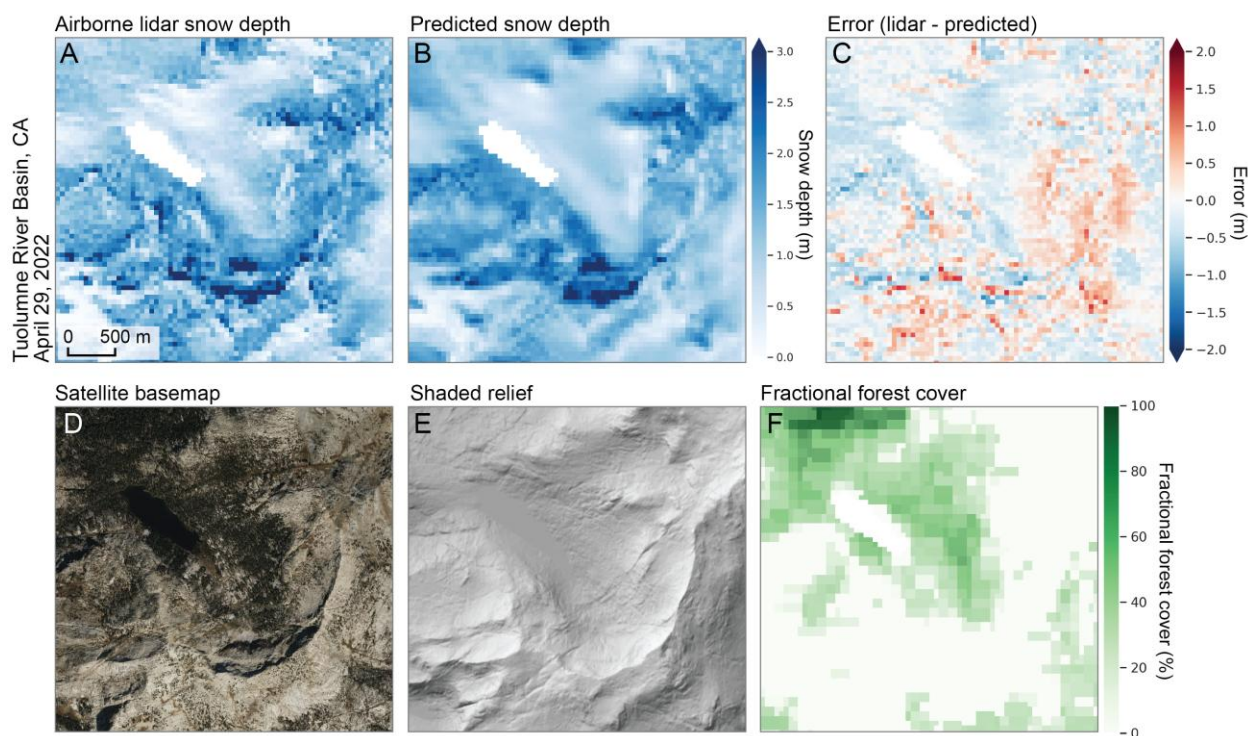 Airborne lidar snow depth
Predicted snow depth
Error (lidar - predicted)
Tuolumne River Basin, CA
April 29, 2022
A
B
C
0 500 m
3.0
2.5
2.0
1.5
1.0
0.5
0.0
Snow depth (m)
2.0
1.5
1.0
0.5
0.0
−0.5
−1.0
−1.5
−2.0
Error (m)
Satellite basemap
Shaded relief
Fractional forest cover
D
E
F
100
80
60
40
20
0
Fractional forest cover (%)